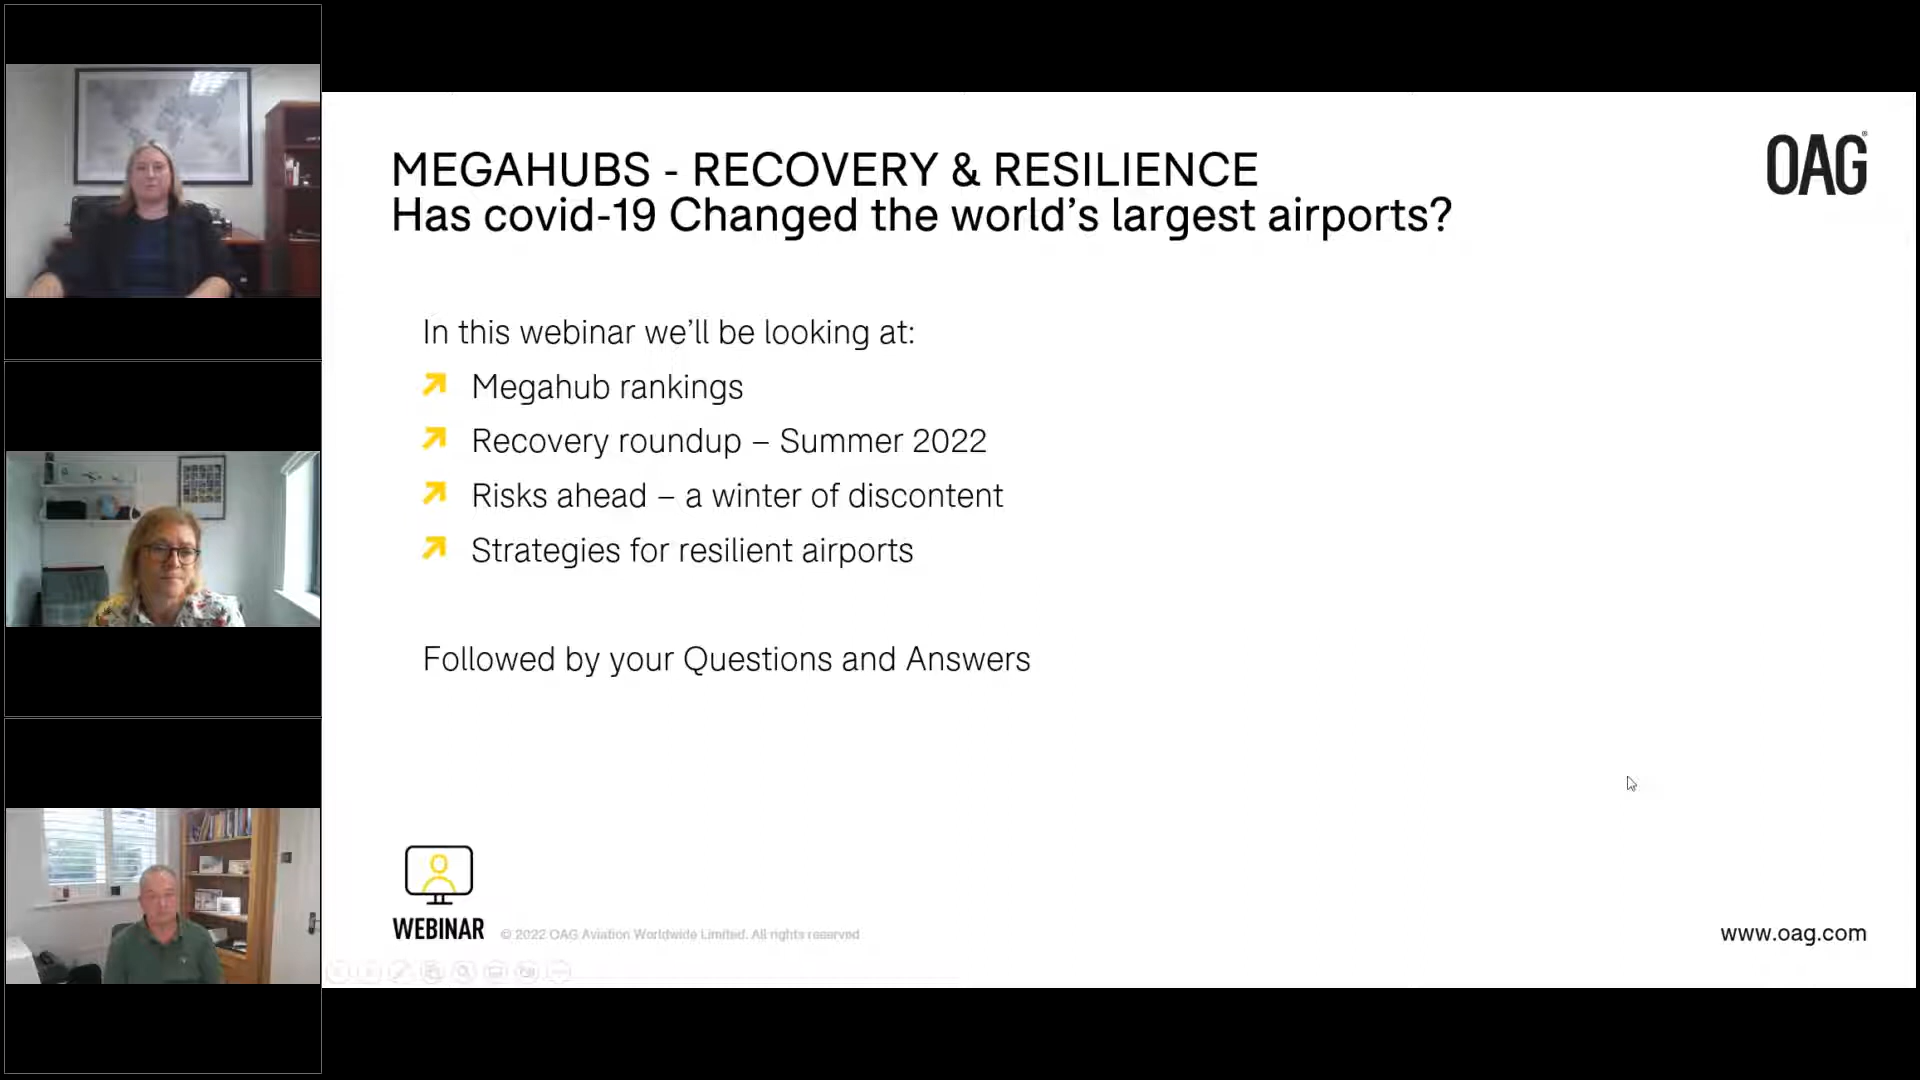 OAG
MEGAHUBS - RECOVERY & RESILIENCE
Has covid-19 Changed the world’s largest airports?
In this webinar we’ll be looking at:
Megahub rankings
Recovery roundup – Summer 2022
Risks ahead – a winter of discontent
Strategies for resilient airports
Followed by your Questions and Answers
WEBINAR
© 2022 OAG Aviation Worldwide Limited. All rights reserved
www.oag.com